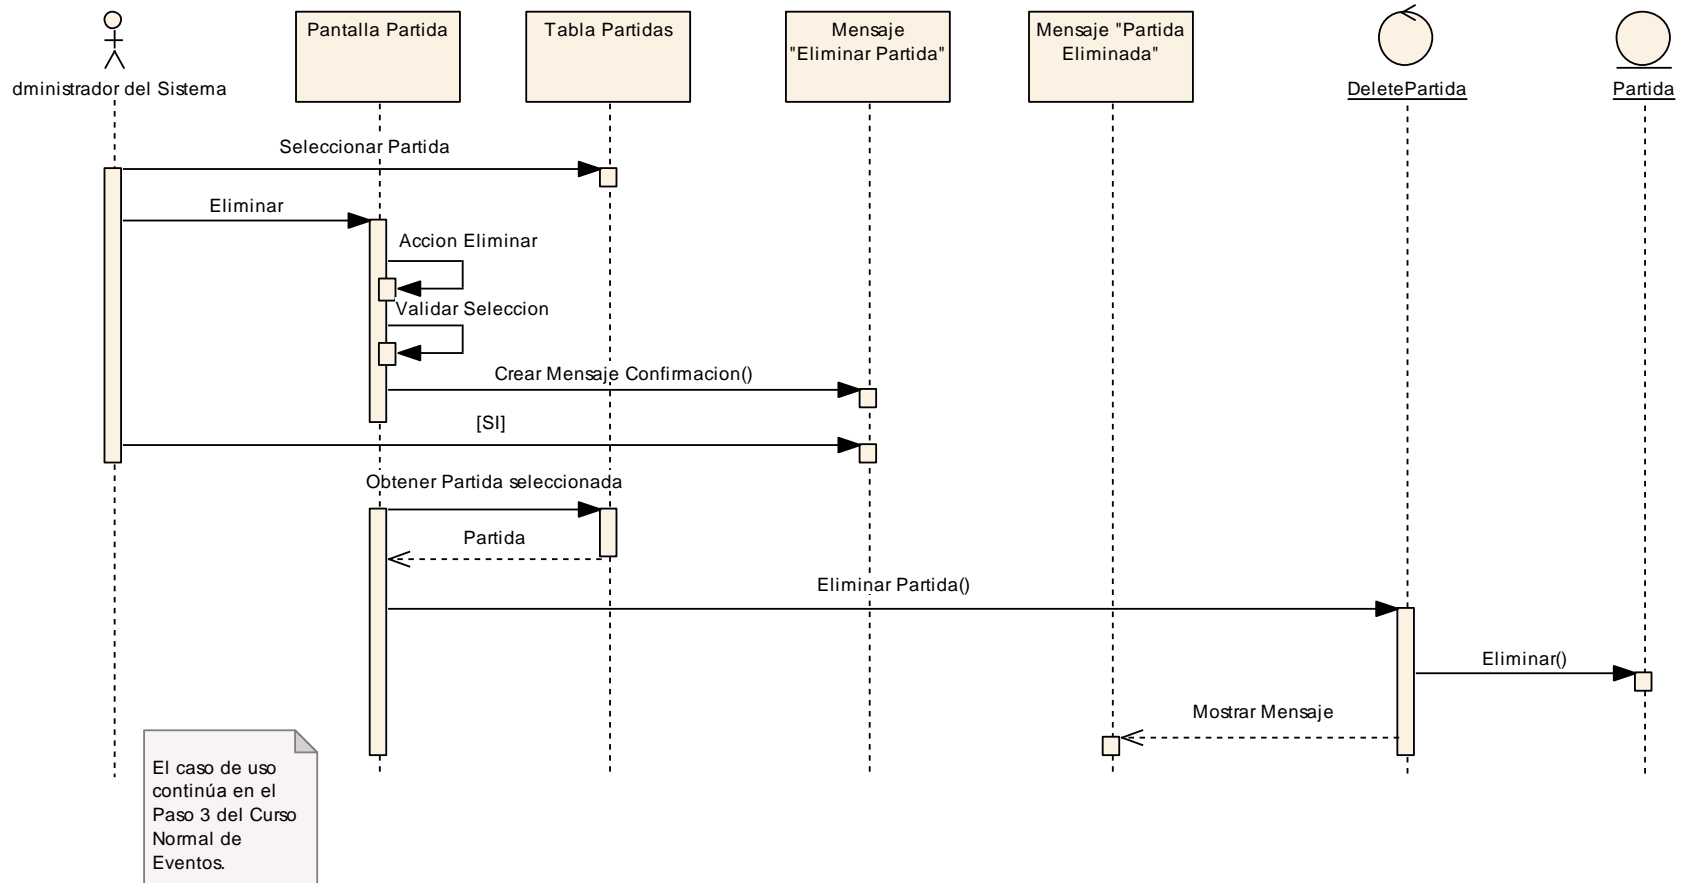 Pantalla Partida
Tabla Partidas
Mensaje
"Eliminar Partida"
Mensaje "Partida
Eliminada"
dministrador del Sistema
DeletePartida
Partida
Seleccionar Partida
Eliminar
Accion Eliminar
Validar Seleccion
Crear Mensaje Confirmacion()
[SI]
Obtener Partida seleccionada
Partida
Eliminar Partida()
Eliminar()
Mostrar Mensaje
El caso de uso
continúa en el
Paso 3 del Curso
Normal de
Eventos.